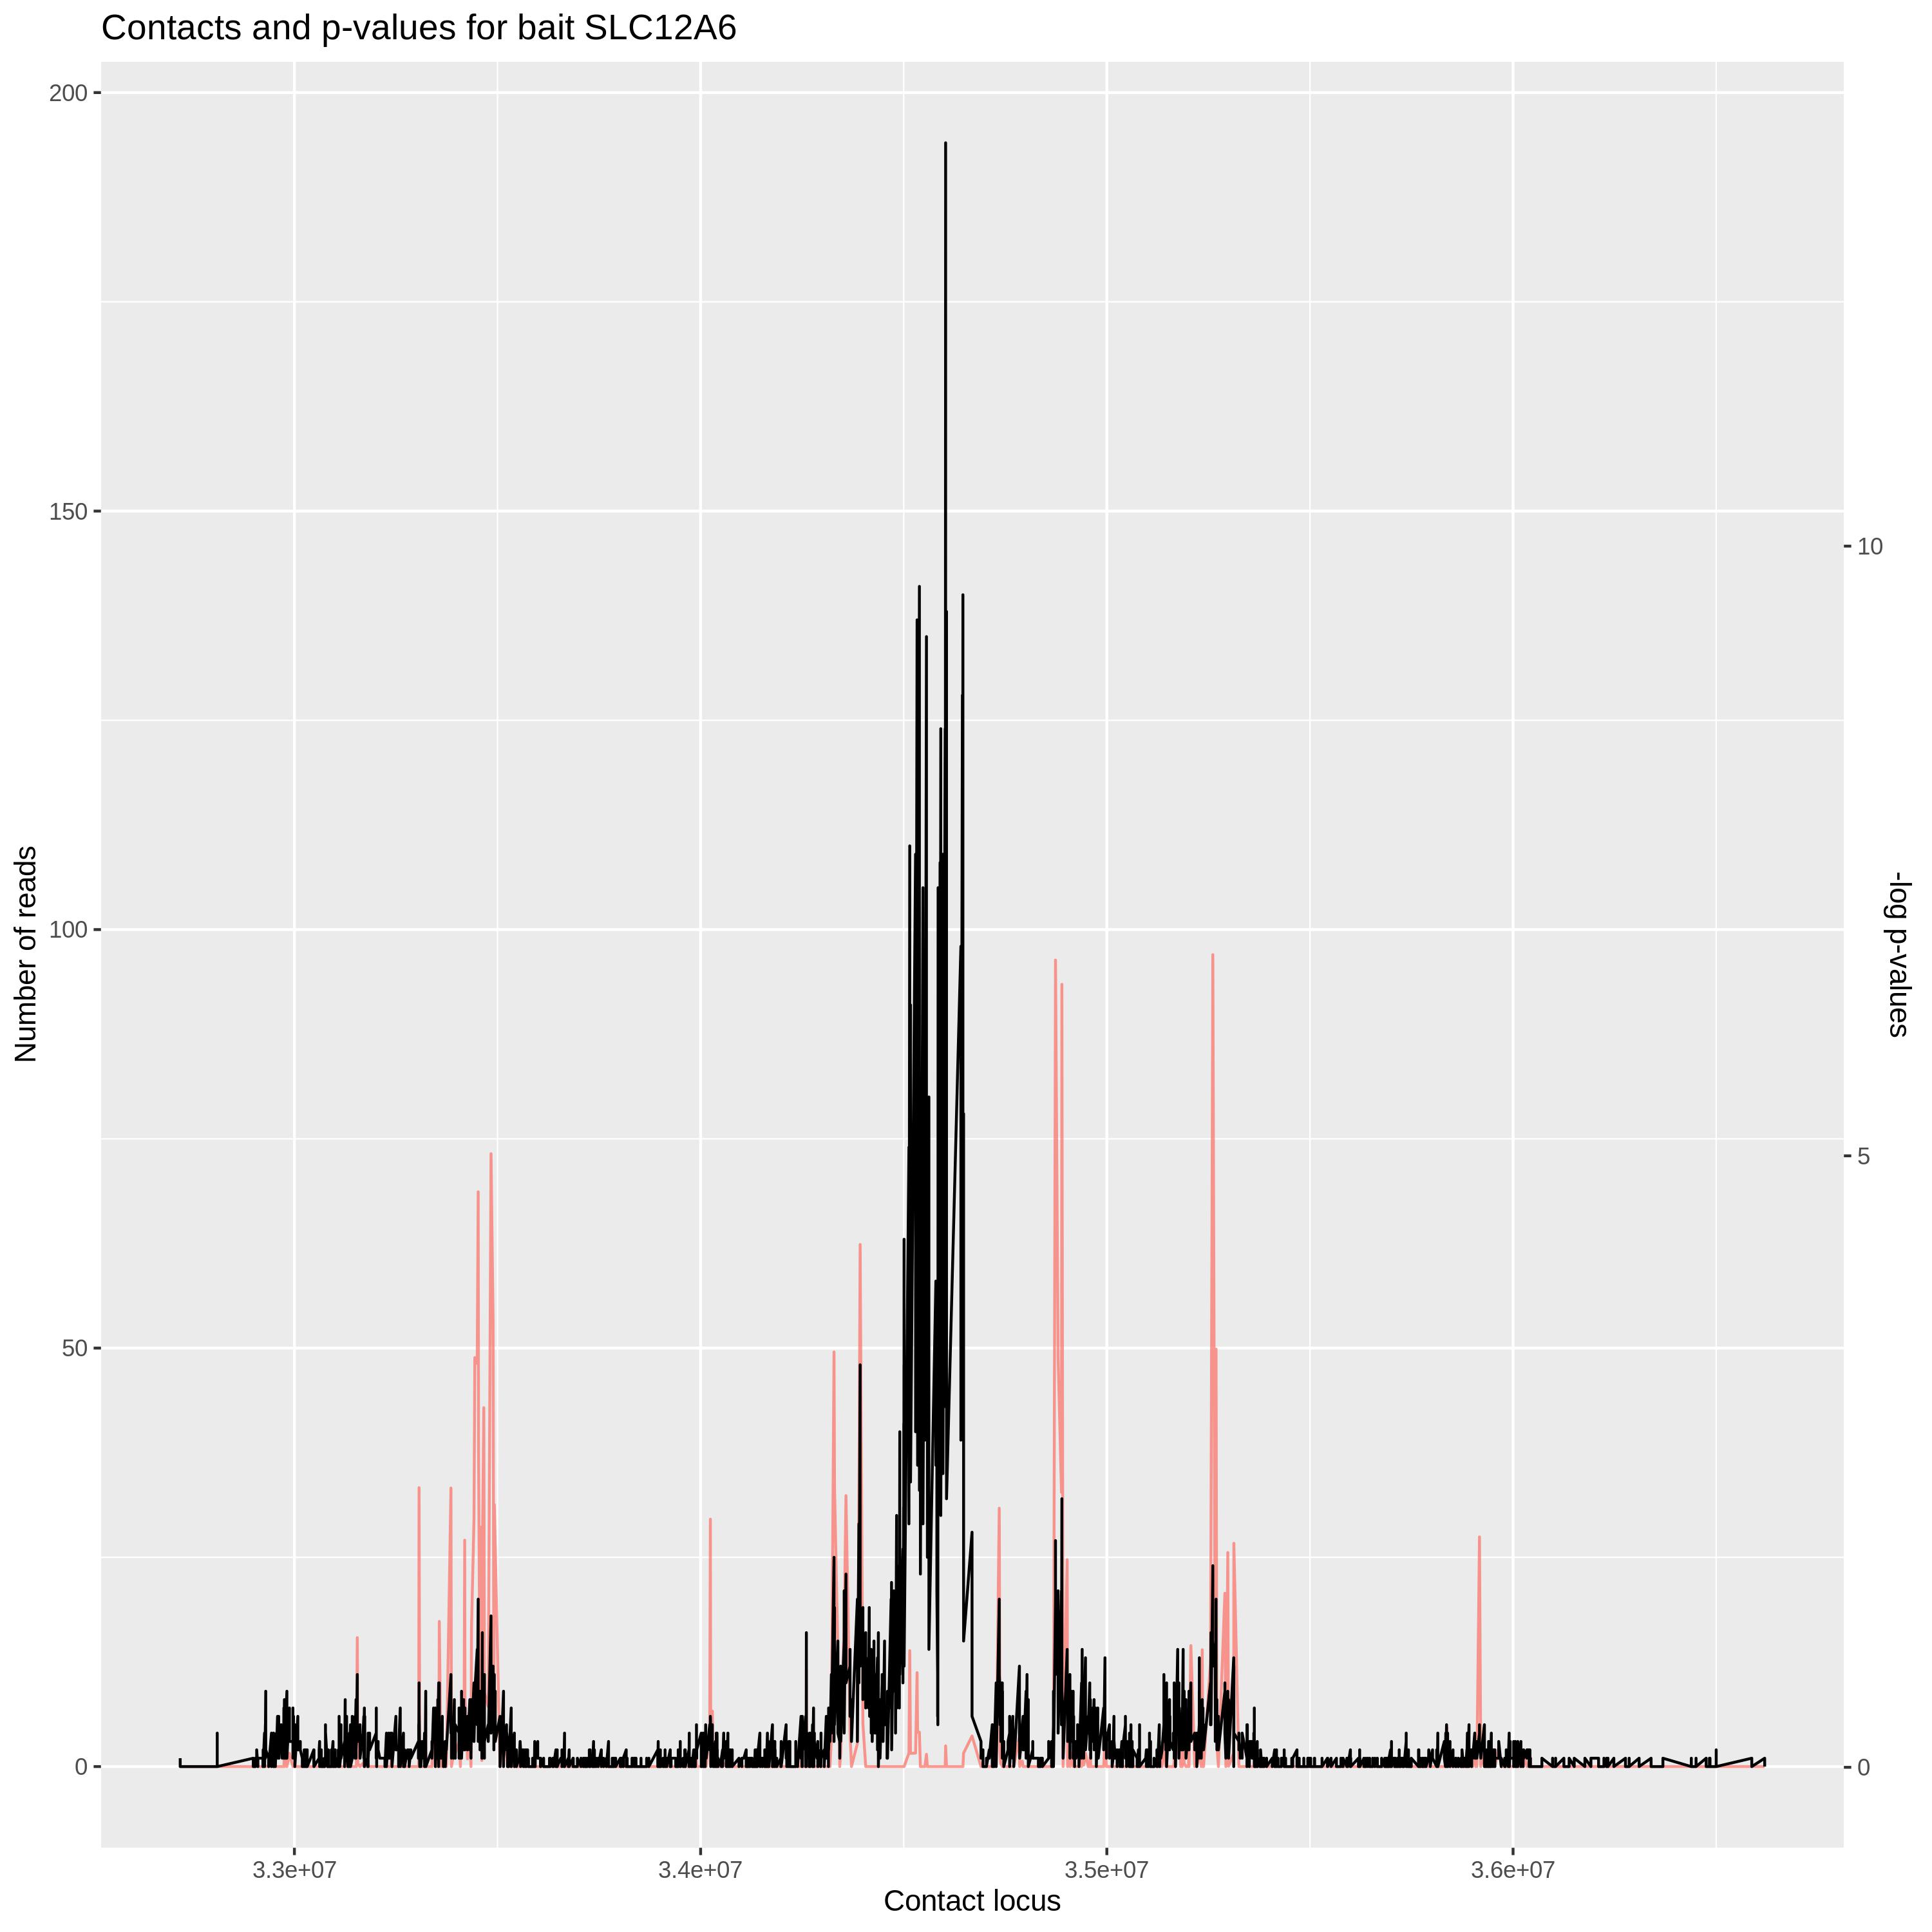 Contacts and p-values for bait SLC12A6
200
150
100
50
0
Number of reads
10
5
0
-log p-values
3.3e+07
3.4e+07
3.5e+07
3.6e+07
Contact locus